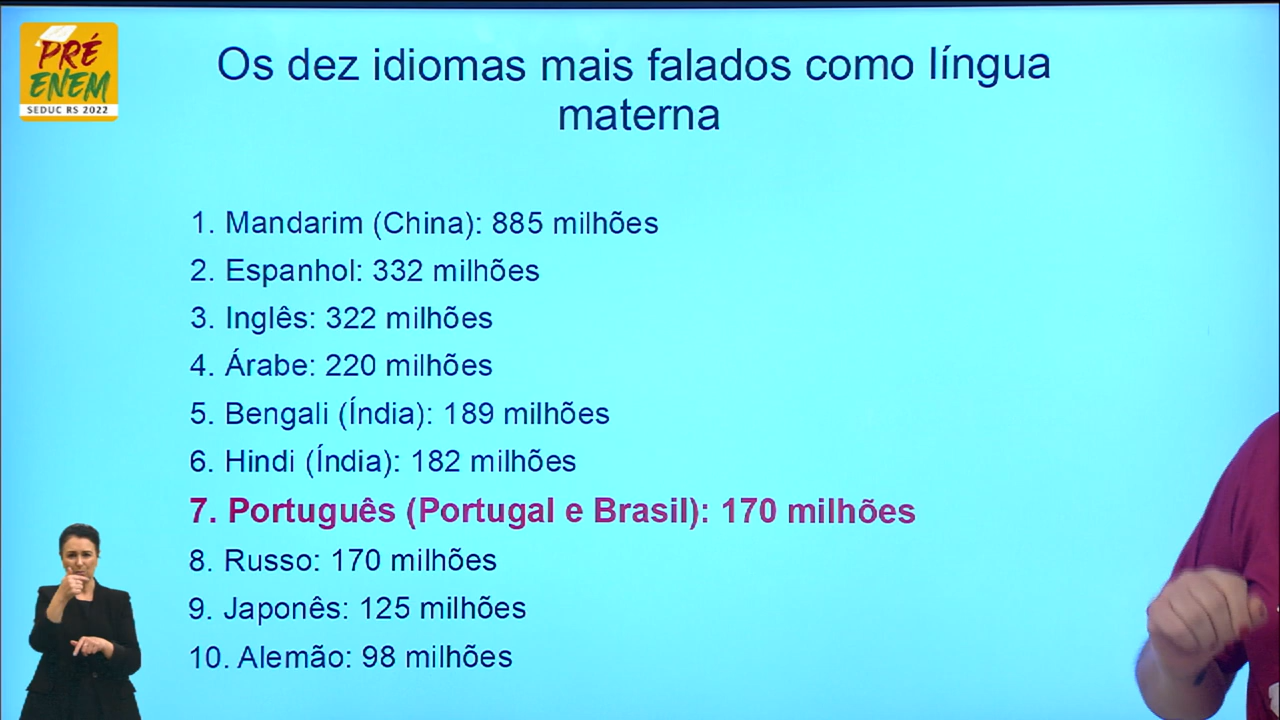 PRÉ
ENEM
SEDUC RS 2022
Os dez idiomas mais falados como língua
materna
1. Mandarim (China): 885 milhões
2. Espanhol: 332 milhões
3. Inglês: 322 milhões
4. Árabe: 220 milhões
5. Bengali (Índia): 189 milhões
6. Hindi (Índia): 182 milhões
7. Português (Portugal e Brasil): 170 milhões
8. Russo: 170 milhões
9. Japonês: 125 milhões
10. Alemão: 98 milhões